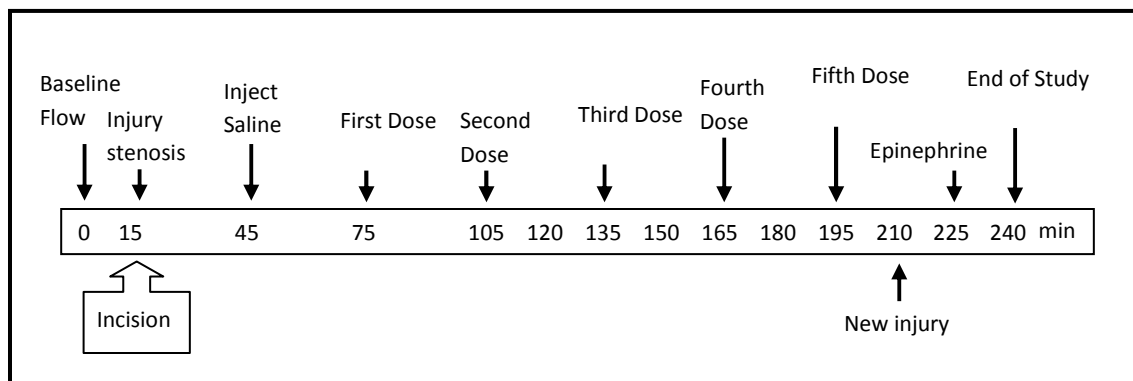 Baseline
Flow
Injury
stenosis
Inject
Saline
First Dose
Second
Dose
Third Dose
Fourth
Dose
Fifth Dose
Epinephrine
End of Study
0 15 45 75 105 120 135 150 165 180 195 210 225 240 min
Incision
New injury